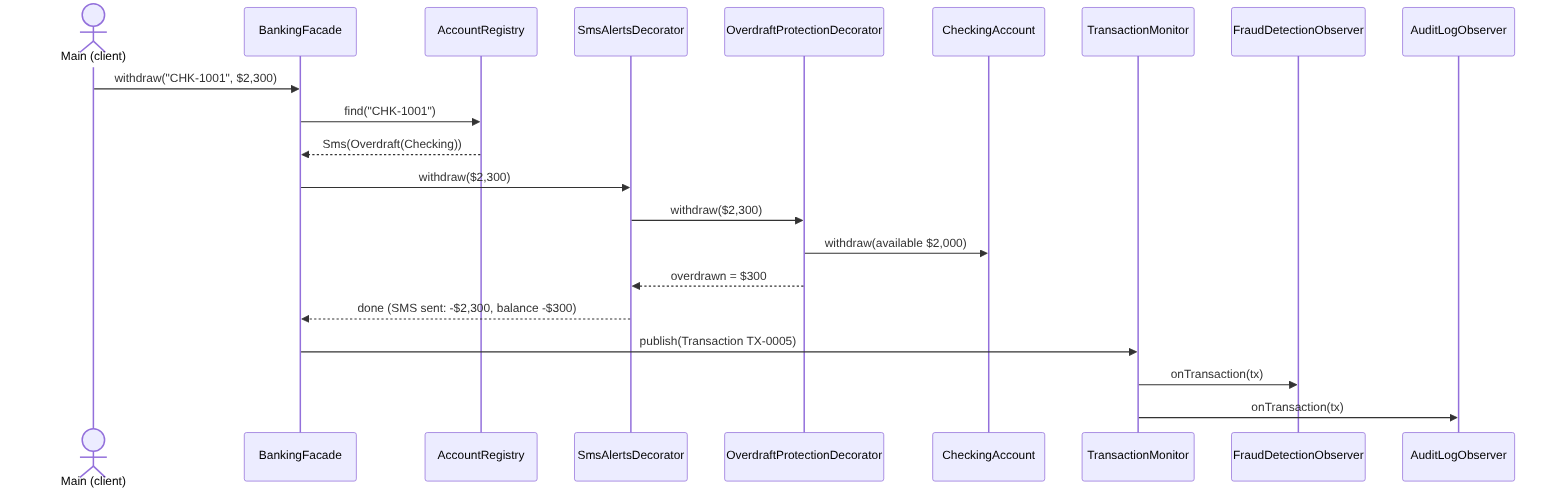 Main (client)
BankingFacade
AccountRegistry
SmsAlertsDecorator
OverdraftProtectionDecorator
CheckingAccount
TransactionMonitor
FraudDetectionObserver
AuditLogObserver
withdraw("CHK-1001", $2,300)
find("CHK-1001")
Sms(Overdraft(Checking))
withdraw($2,300)
withdraw($2,300)
withdraw(available $2,000)
overdrawn = $300
done (SMS sent: -$2,300, balance -$300)
publish(Transaction TX-0005)
onTransaction(tx)
onTransaction(tx)
Main (client)
BankingFacade
AccountRegistry
SmsAlertsDecorator
OverdraftProtectionDecorator
CheckingAccount
TransactionMonitor
FraudDetectionObserver
AuditLogObserver